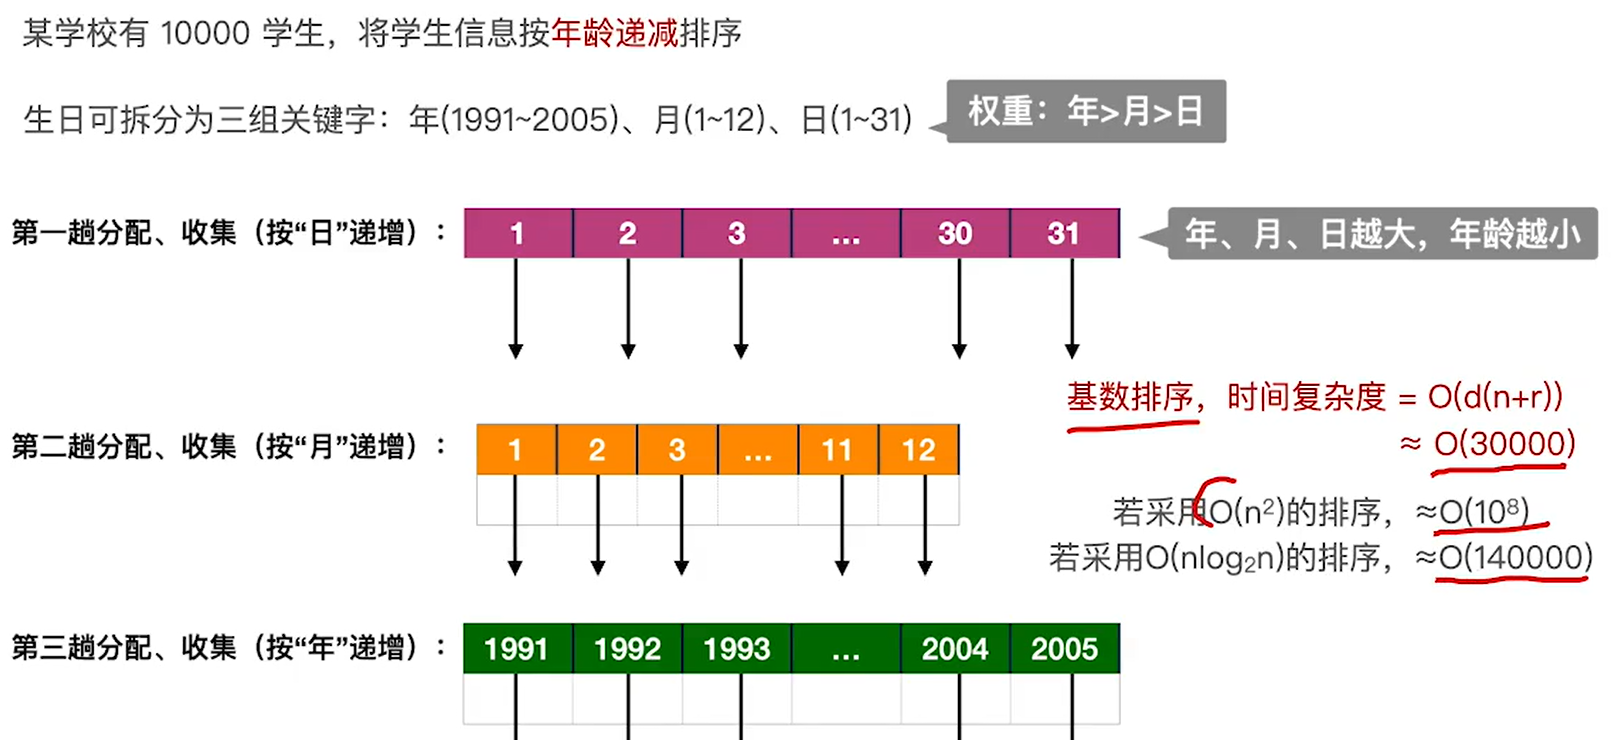 某学校有 10000 学生，将学生信息按年龄递减排序
生日可拆分为三组关键字：年(1991~2005)、月(1~12)、日(1~31)
权重：年>月>日
第一趟分配、收集（按“日”递增）：
1 2 3 ... 30 31
年、月、日越大，年龄越小
基数排序，时间复杂度 = O(d(n+r))
≈ O(30000)
第二趟分配、收集（按“月”递增）：
1 2 3 ... 11 12
若采用O(n²)的排序，≈O(10⁸)
若采用O(nlog₂n)的排序，≈O(140000)
第三趟分配、收集（按“年”递增）：
1991 1992 1993 ... 2004 2005